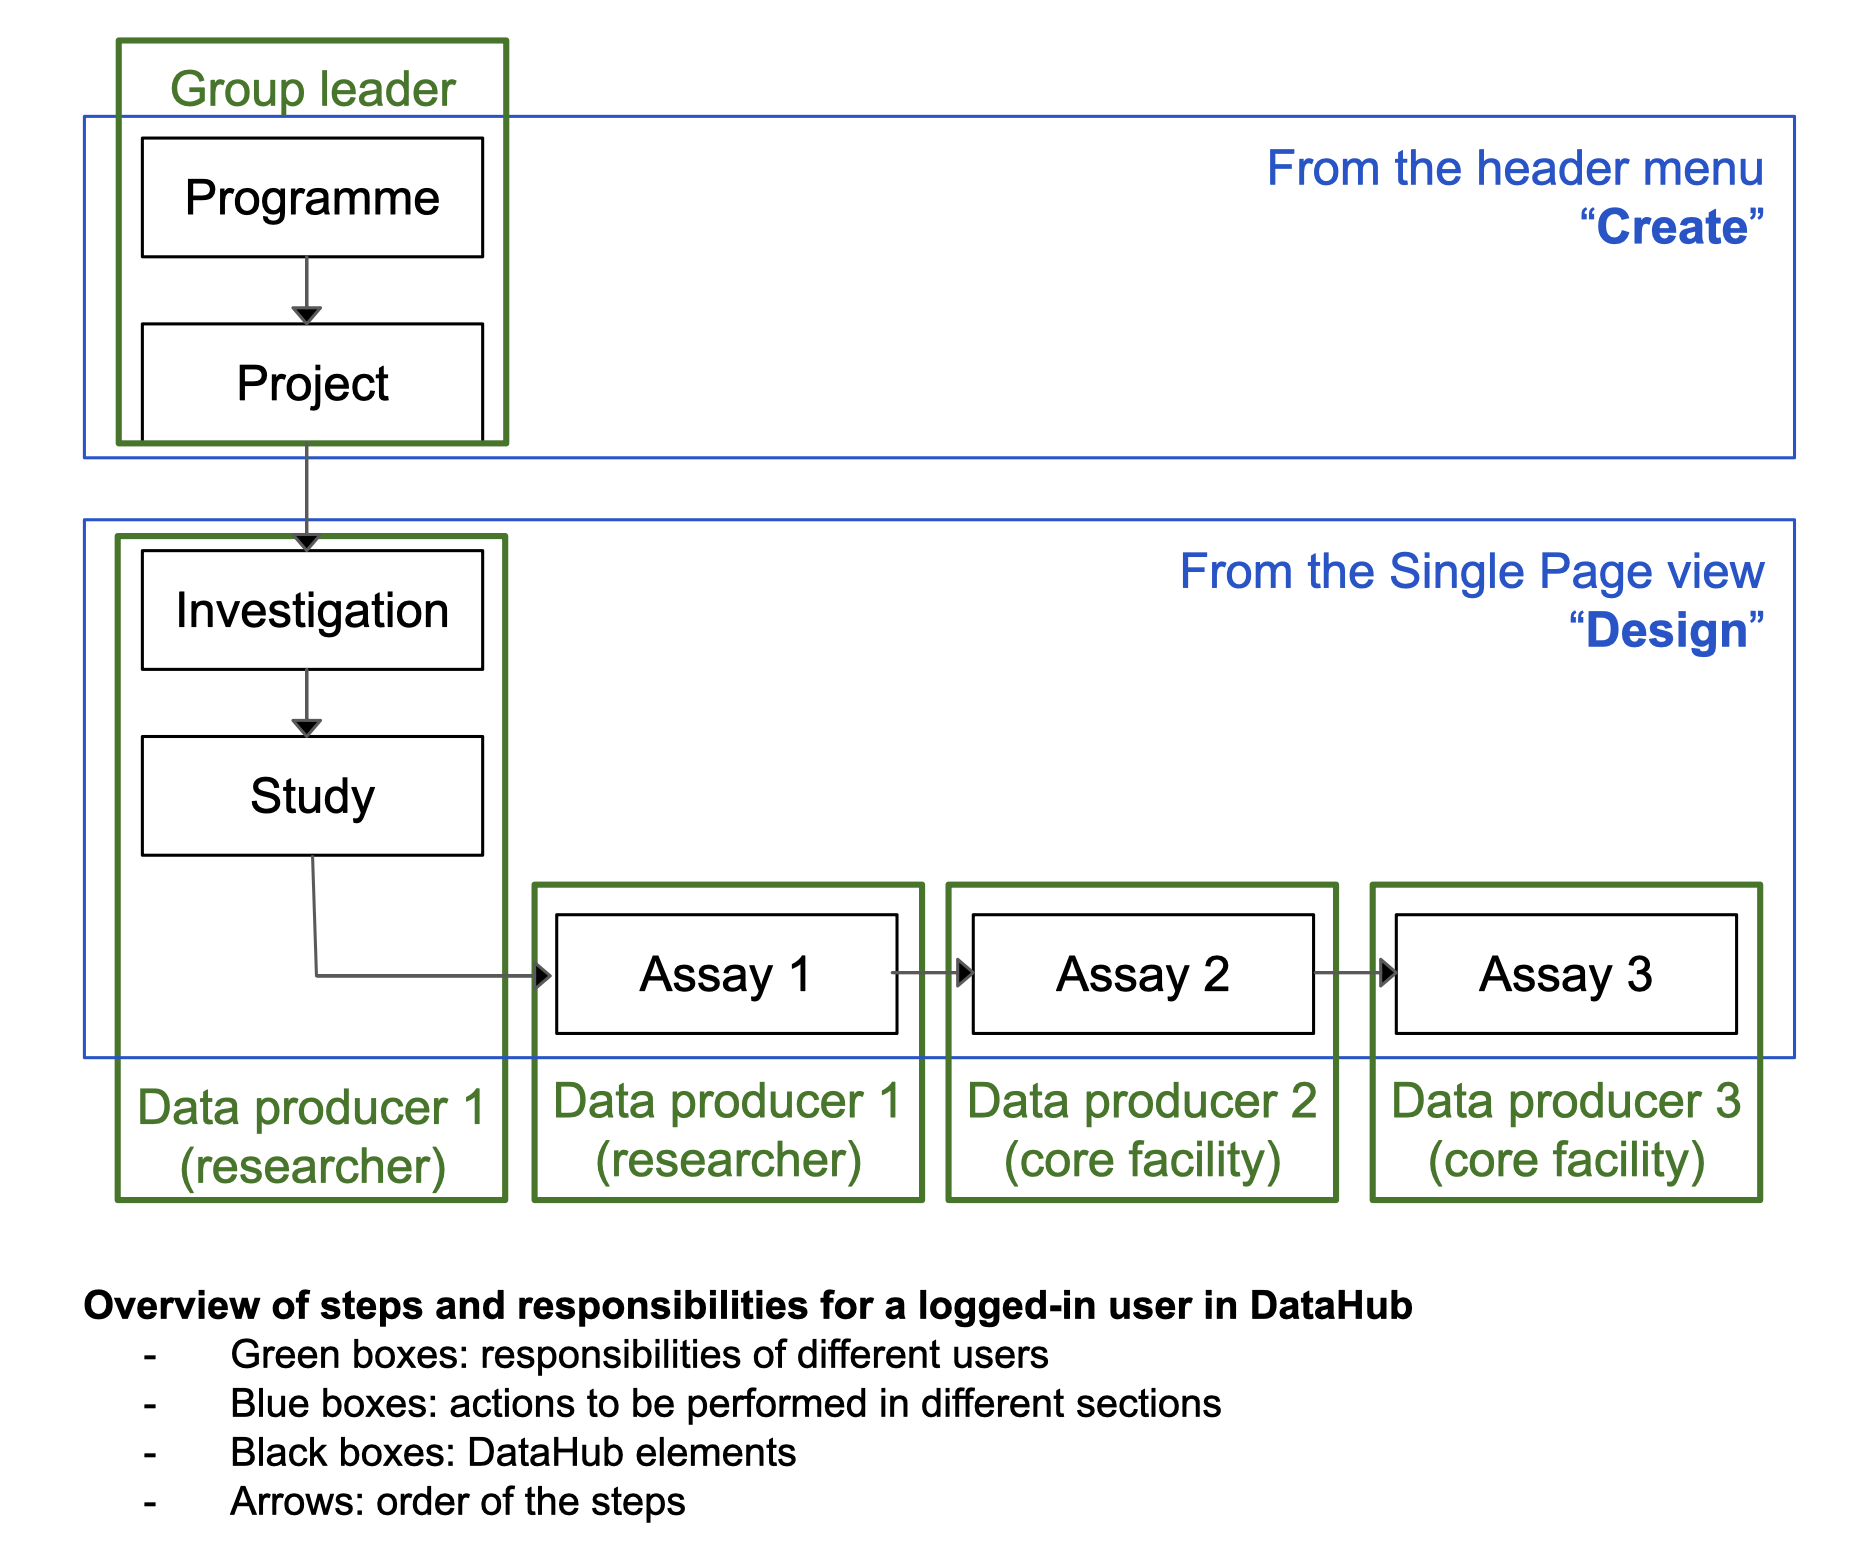 Group leader
Programme
From the header menu
“Create”
Project
From the Single Page view
“Design”
Investigation
Study
Assay 1
Assay 2
Assay 3
Data producer 1
(researcher)
Data producer 1
(researcher)
Data producer 2
(core facility)
Data producer 3
(core facility)
Overview of steps and responsibilities for a logged-in user in DataHub
- Green boxes: responsibilities of different users
- Blue boxes: actions to be performed in different sections
- Black boxes: DataHub elements
- Arrows: order of the steps